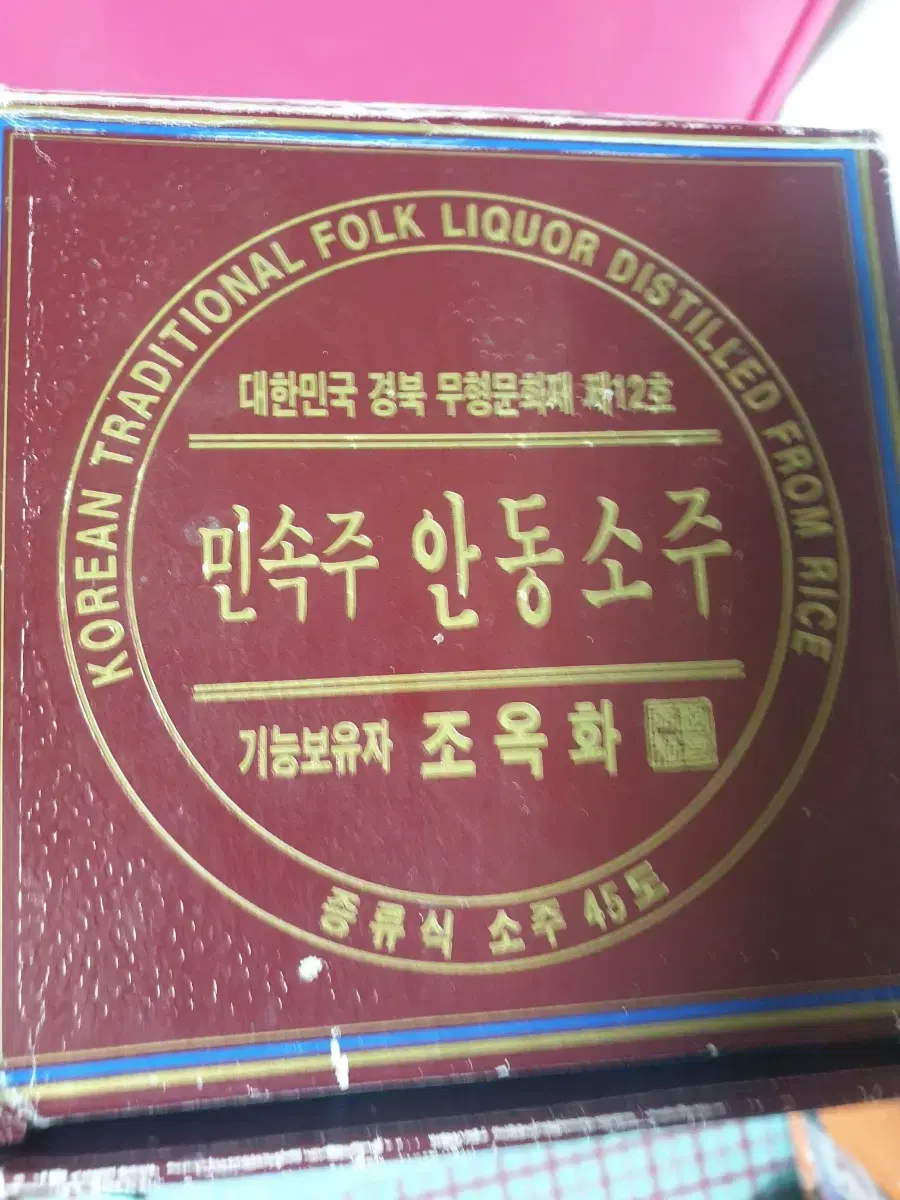 KOREAN TRADITIONAL FOLK LIQUOR DISTILLED FROM RICE
대한민국 경북 무형문화재 제12호
민속주 안동소주
기능보유자 조옥화
증류식 소주 45도